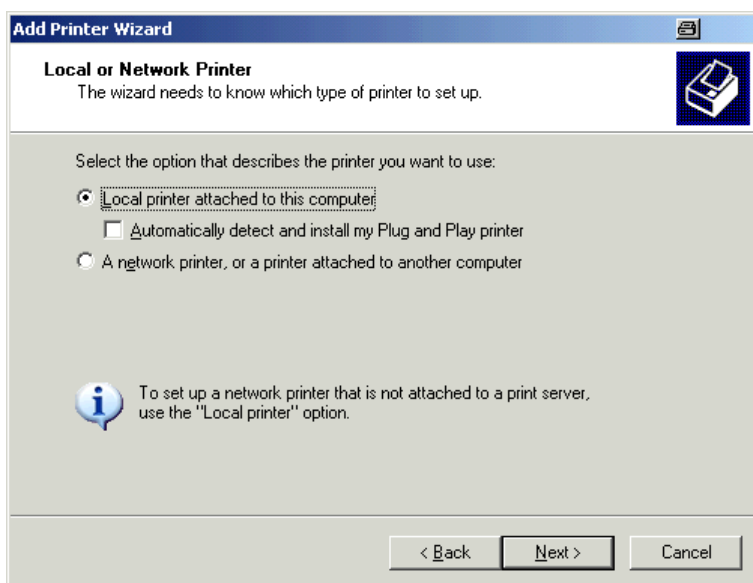 Add Printer Wizard
Local or Network Printer
The wizard needs to know which type of printer to set up.
Select the option that describes the printer you want to use:
Local printer attached to this computer
Automatically detect and install my Plug and Play printer
A network printer, or a printer attached to another computer
To set up a network printer that is not attached to a print server,
use the "Local printer" option.
< Back
Next >
Cancel